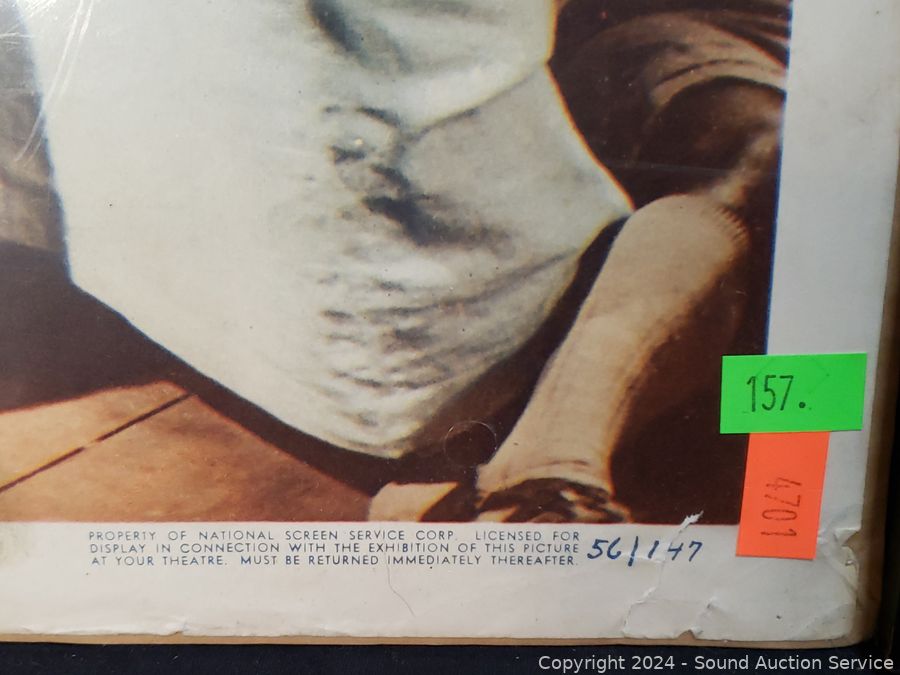 157.
4701
PROPERTY OF NATIONAL SCREEN SERVICE CORP. LICENSED FOR
DISPLAY IN CONNECTION WITH THE EXHIBITION OF THIS PICTURE
AT YOUR THEATRE. MUST BE RETURNED IMMEDIATELY THEREAFTER.
56/147
Copyright © 2024 - Sound Auction Service